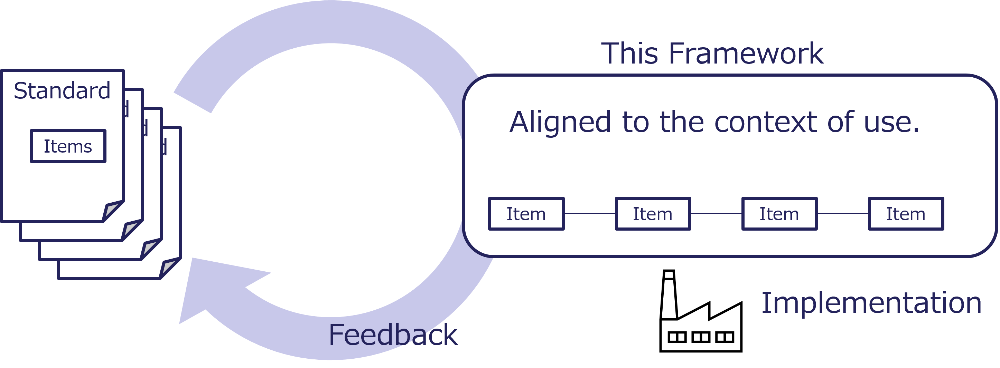 This Framework
Standard
Items
Aligned to the context of use.
Item
Item
Item
Item
Implementation
Feedback